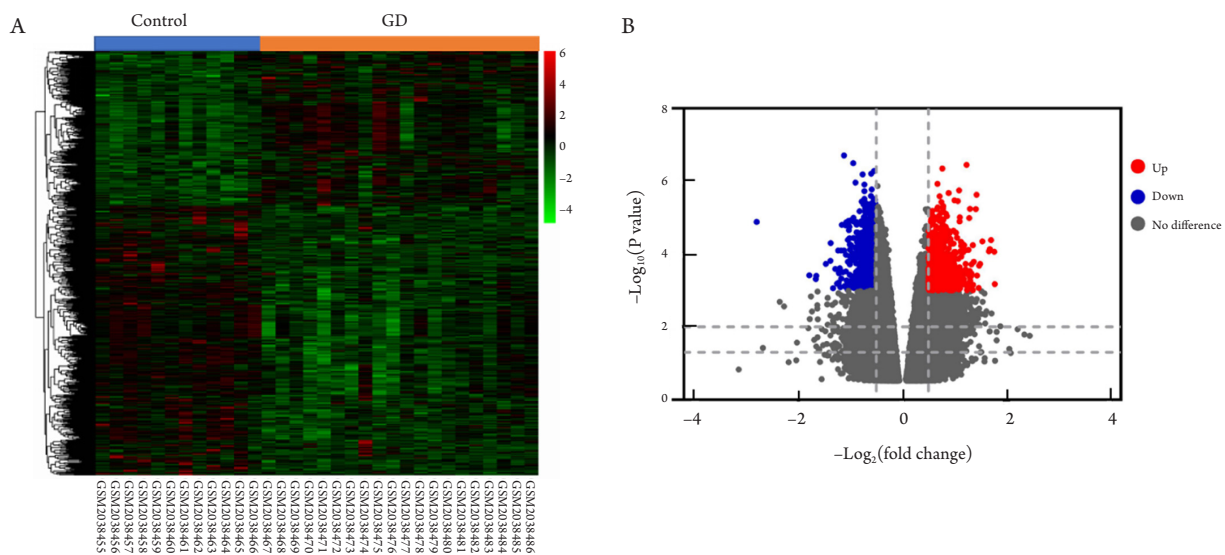 A
Control
GD
6
4
2
0
−2
−4
GSM2038455
GSM2038456
GSM2038457
GSM2038458
GSM2038459
GSM2038460
GSM2038461
GSM2038462
GSM2038463
GSM2038464
GSM2038465
GSM2038466
GSM2038467
GSM2038468
GSM2038469
GSM2038470
GSM2038471
GSM2038472
GSM2038473
GSM2038474
GSM2038475
GSM2038476
GSM2038477
GSM2038478
GSM2038479
GSM2038480
GSM2038481
GSM2038482
GSM2038483
GSM2038484
GSM2038485
GSM2038486
B
8
6
4
2
0
−Log₁₀(P value)
−4
−2
0
2
4
−Log₂(fold change)
Up
Down
No difference